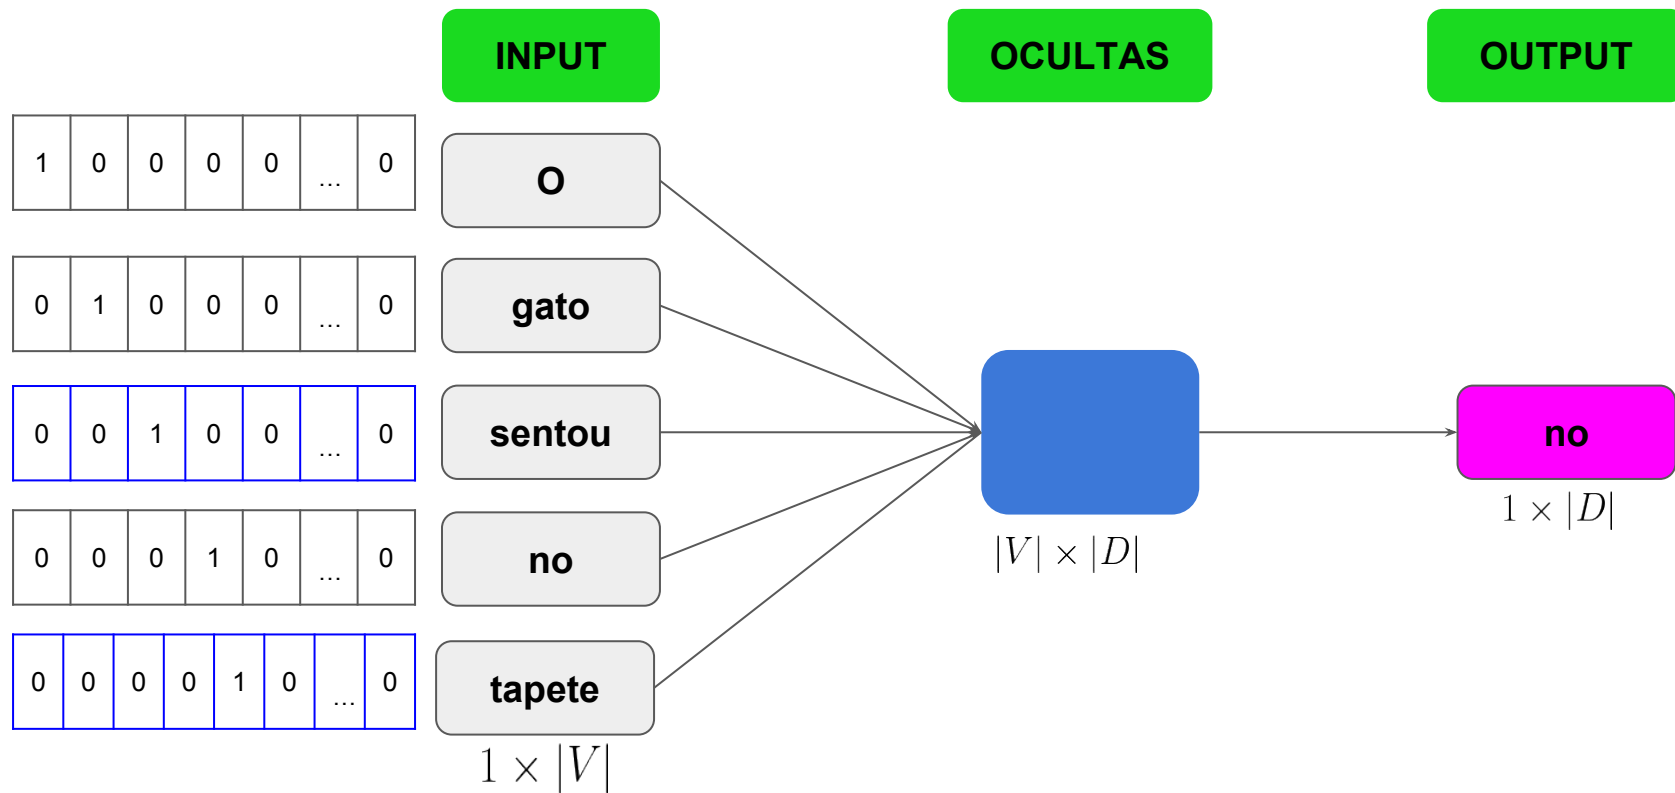 INPUT OCULTAS OUTPUT
1 0 0 0 0 ... 0 O
0 1 0 0 0 ... 0 gato
0 0 1 0 0 ... 0 sentou no
1 × |D|
0 0 0 1 0 ... 0 no |V| × |D|
0 0 0 0 1 0 ... 0 tapete
1 × |V|